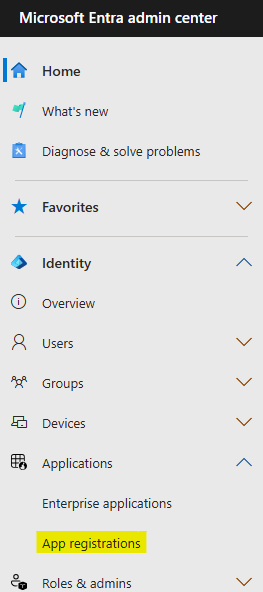 Microsoft Entra admin center
Home
What's new
Diagnose & solve problems
Favorites
Identity
Overview
Users
Groups
Devices
Applications
Enterprise applications
App registrations
Roles & admins